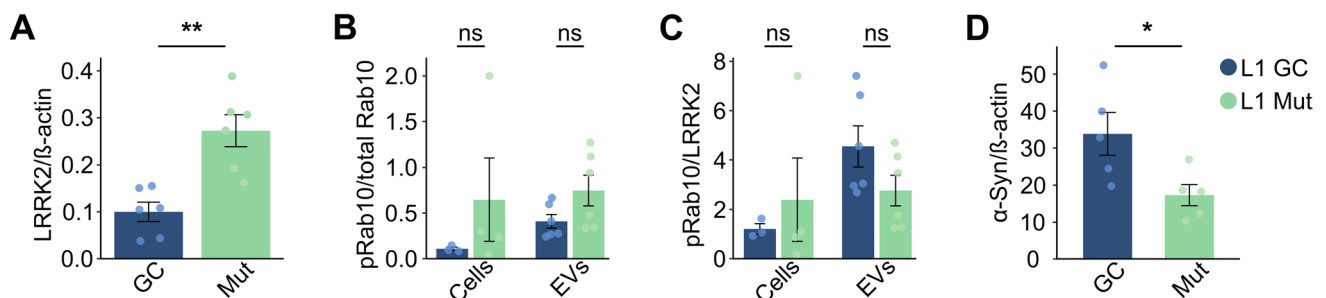 A
**
LRRK2/ß-actin
0.4
0.3
0.2
0.1
0.0
GC
Mut
B
ns
ns
pRab10/total Rab10
2.0
1.5
1.0
0.5
0.0
Cells
EVs
C
ns
ns
pRab10/LRRK2
8
6
4
2
0
Cells
EVs
D
*
α-Syn/ß-actin
50
40
30
20
10
0
GC
Mut
L1 GC
L1 Mut